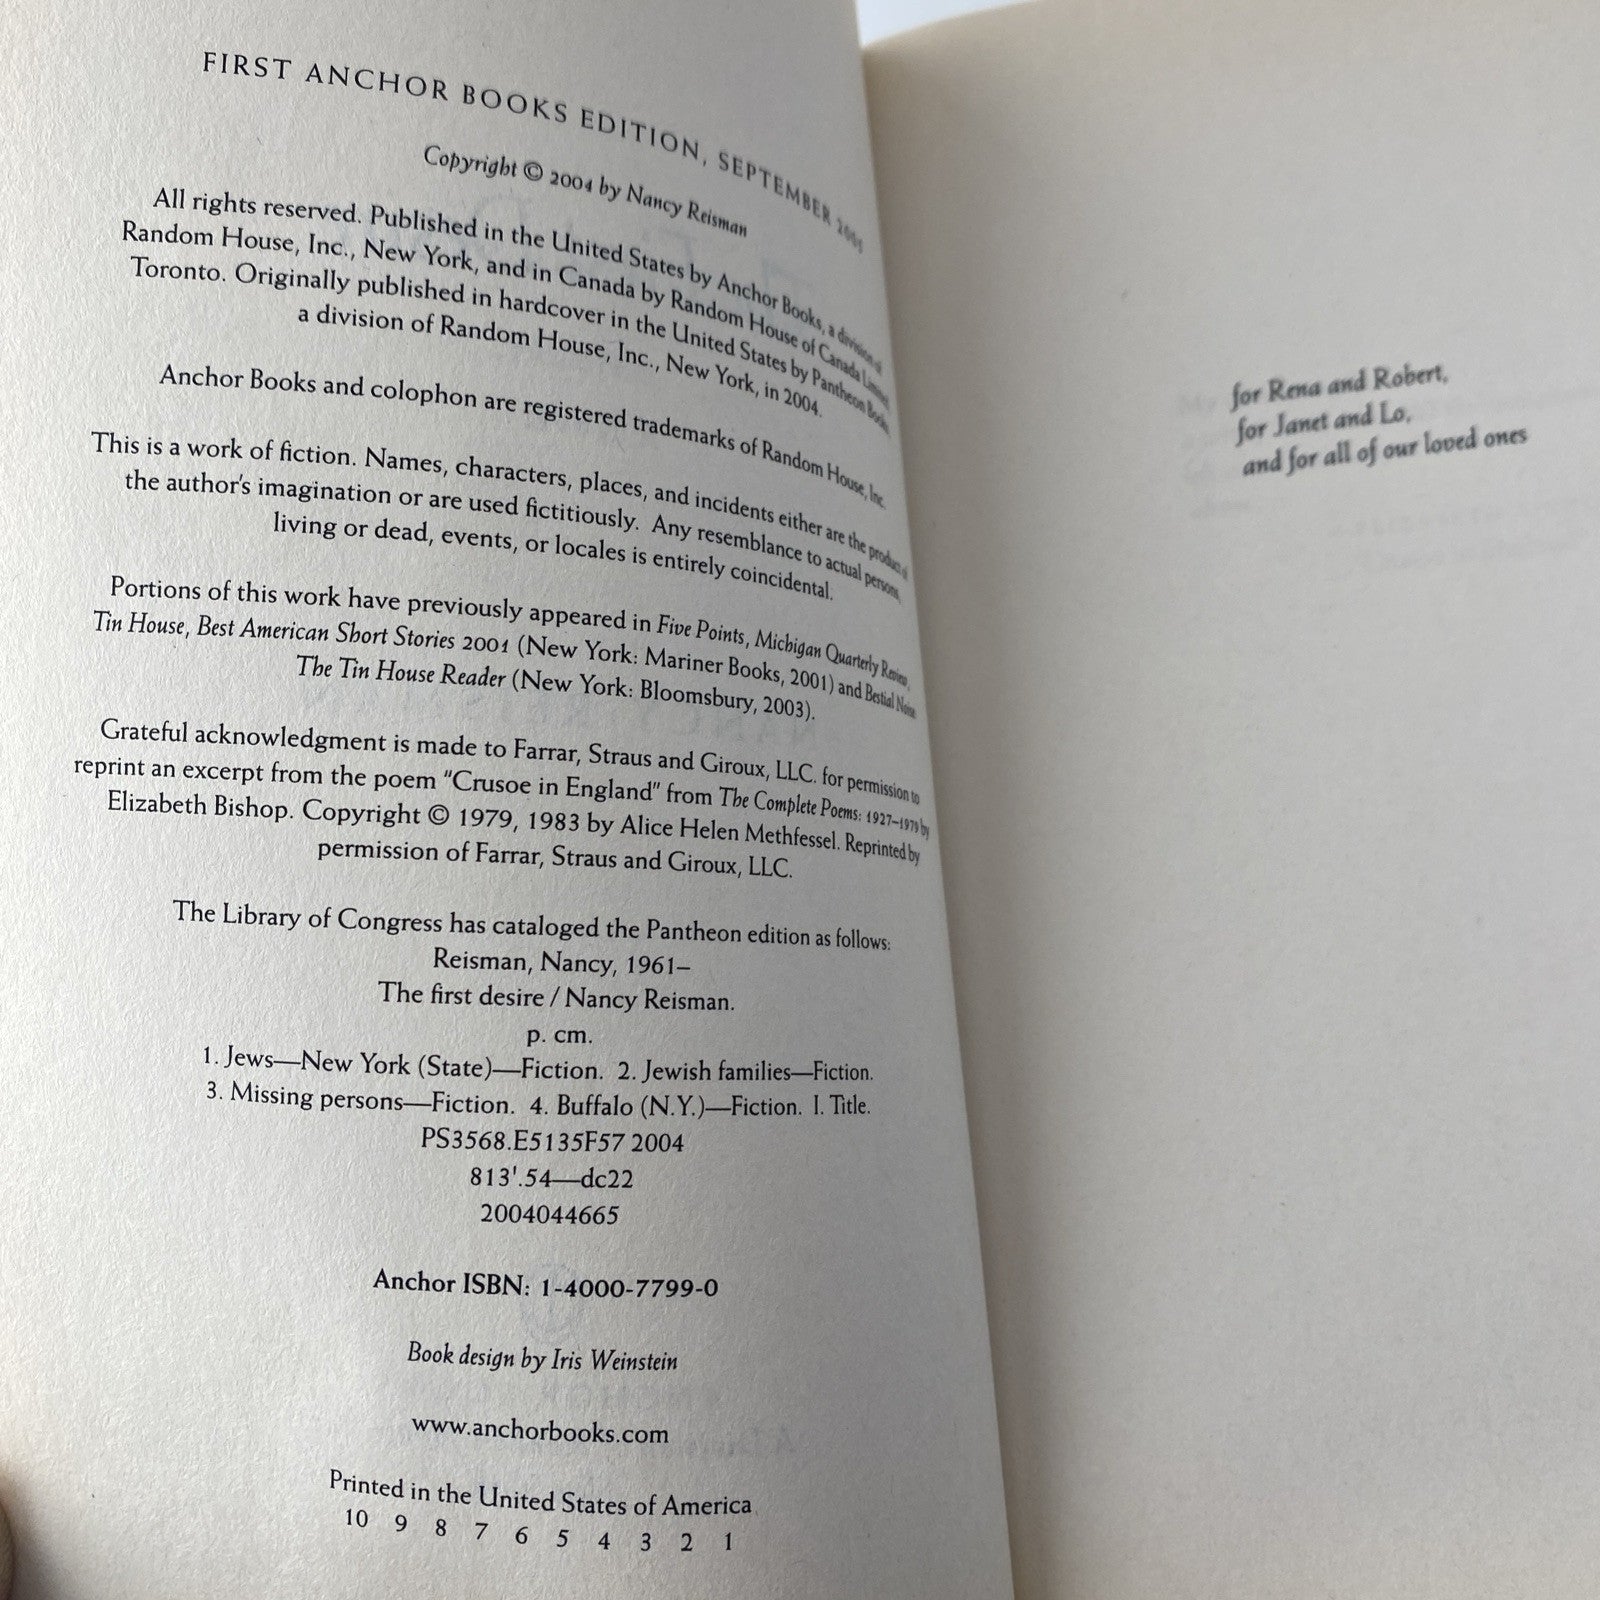 FIRST ANCHOR BOOKS EDITION, SEPTEMBER 2005
Copyright © 2004 by Nancy Reisman
All rights reserved. Published in the United States by Anchor Books, a division of
Random House, Inc., New York, and in Canada by Random House of Canada Limited,
Toronto. Originally published in hardcover in the United States by Pantheon Books,
a division of Random House, Inc., New York, in 2004.
Anchor Books and colophon are registered trademarks of Random House, Inc.
This is a work of fiction. Names, characters, places, and incidents either are the product of
the author's imagination or are used fictitiously. Any resemblance to actual persons,
living or dead, events, or locales is entirely coincidental.
Portions of this work have previously appeared in Five Points, Michigan Quarterly Review,
Tin House, Best American Short Stories 2001 (New York: Mariner Books, 2001) and Bestial Noise
The Tin House Reader (New York: Bloomsbury, 2003).
Grateful acknowledgment is made to Farrar, Straus and Giroux, LLC. for permission to
reprint an excerpt from the poem "Crusoe in England" from The Complete Poems: 1927–1979 by
Elizabeth Bishop. Copyright © 1979, 1983 by Alice Helen Methfessel. Reprinted by
permission of Farrar, Straus and Giroux, LLC.
The Library of Congress has cataloged the Pantheon edition as follows:
Reisman, Nancy, 1961–
The first desire / Nancy Reisman.
p. cm.
1. Jews—New York (State)—Fiction. 2. Jewish families—Fiction.
3. Missing persons—Fiction. 4. Buffalo (N.Y.)—Fiction. I. Title.
PS3568.E5135F57 2004
813'.54—dc22
2004044665
Anchor ISBN: 1-4000-7799-0
Book design by Iris Weinstein
www.anchorbooks.com
Printed in the United States of America
10 9 8 7 6 5 4 3 2 1
for Rena and Robert,
for Janet and Lo,
and for all of our loved ones